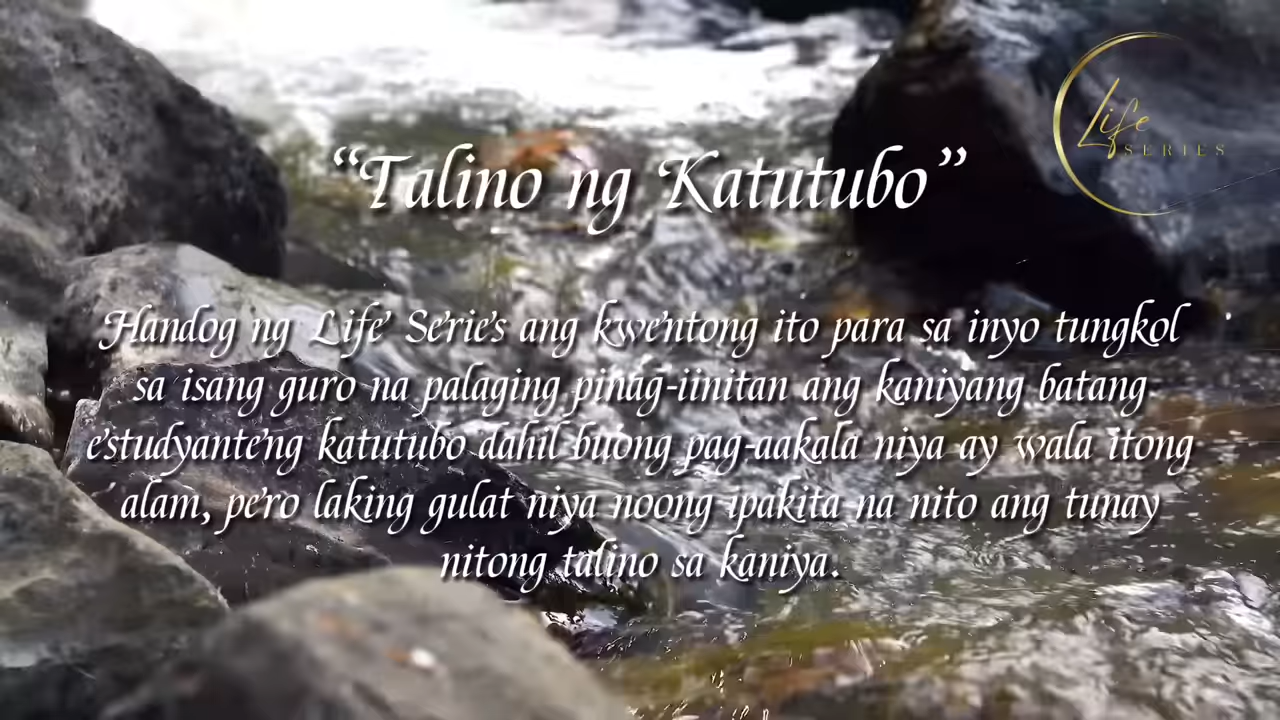 Life
SERIES
“Talino ng Katutubo”
Handog ng Life Series ang kwentong ito para sa inyo tungkol
sa isang guro na palaging pinag-iinitan ang kaniyang batang
estudyanteng katutubo dahil buong pag-aakala niya ay wala itong
alam, pero laking gulat niya noong ipakita na nito ang tunay
nitong talino sa kaniya.